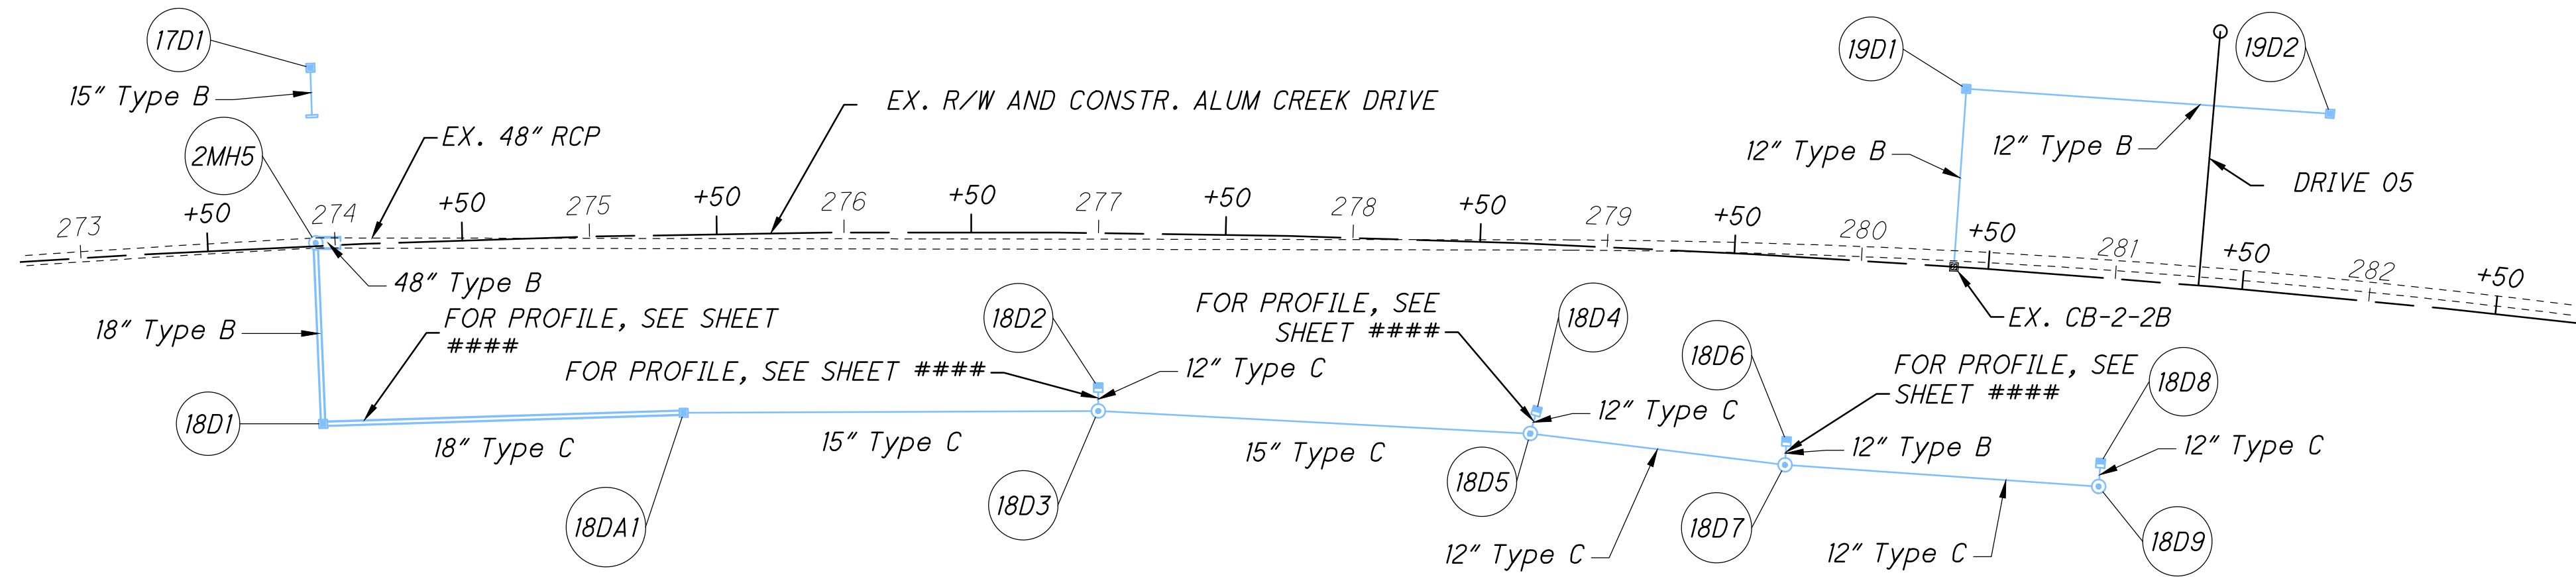 17D1
19D1
19D2
15" Type B
EX. R/W AND CONSTR. ALUM CREEK DRIVE
EX. 48" RCP
2MH5
12" Type B
12" Type B
DRIVE 05
273
+50
274
+50
275
+50
276
+50
277
+50
278
+50
279
+50
280
+50
281
+50
282
+50
48" Type B
18" Type B
FOR PROFILE, SEE SHEET
####
FOR PROFILE, SEE SHEET ####
18D2
12" Type C
FOR PROFILE, SEE
SHEET ####
18D4
EX. CB-2-2B
18D6
FOR PROFILE, SEE
SHEET ####
18D8
18D1
18" Type C
15" Type C
15" Type C
12" Type C
12" Type B
12" Type C
18DA1
18D3
18D5
18D7
18D9
12" Type C
12" Type C